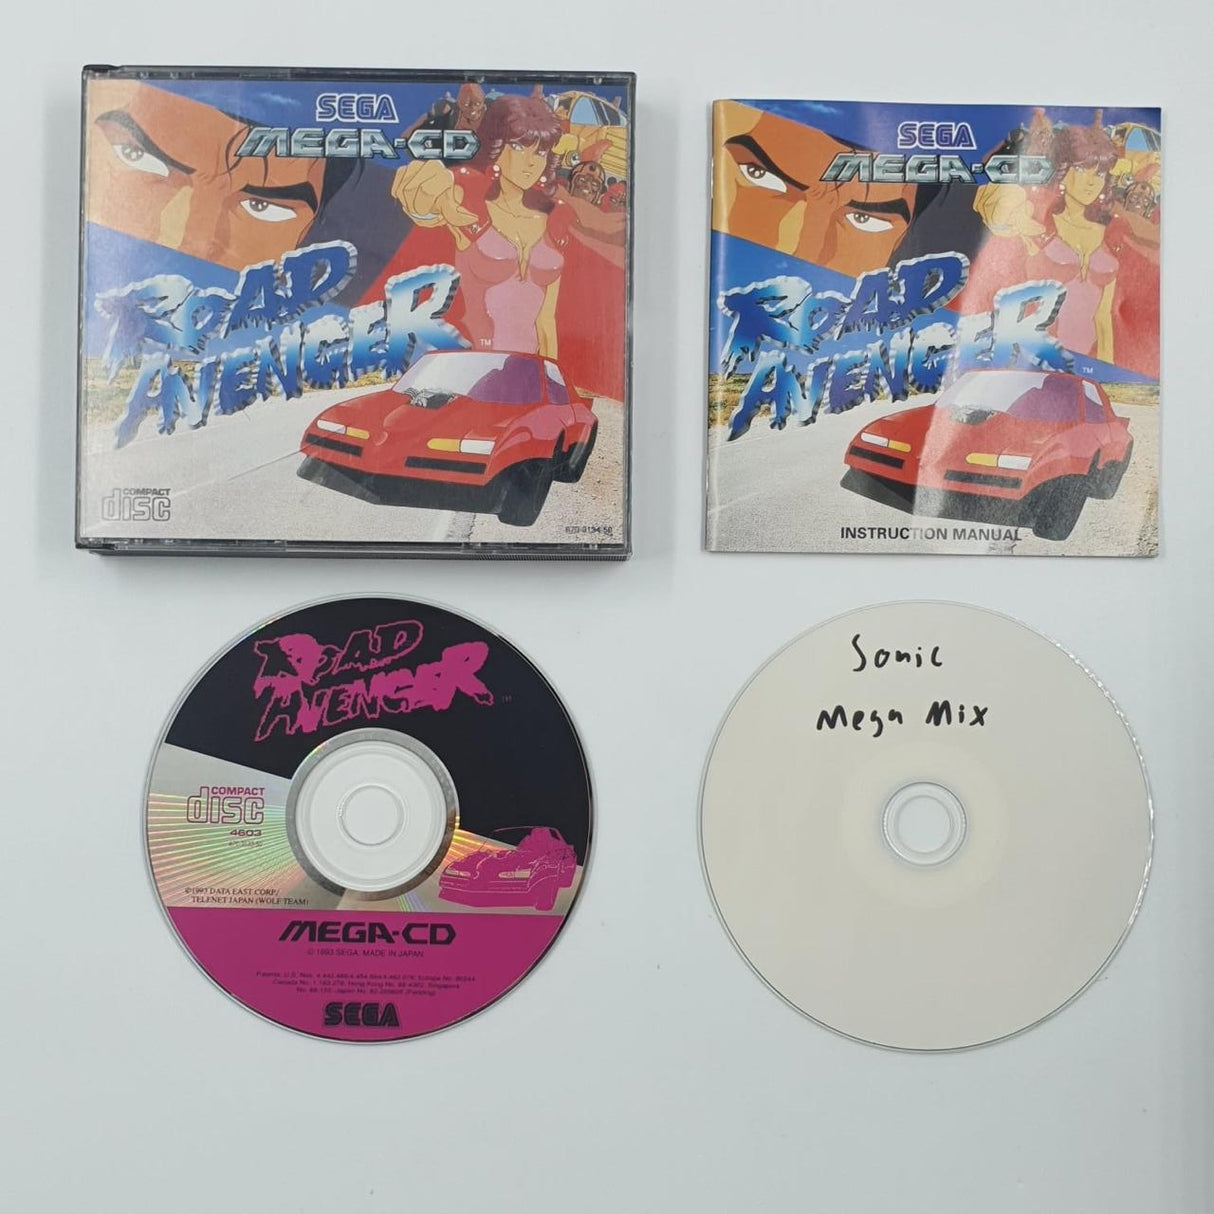 SEGA
MEGA-CD
ROAD
AVENGER
TM
COMPACT
disc
SEGA
MEGA-CD
ROAD
AVENGER
TM
INSTRUCTION MANUAL
ROAD
AVENGER
TM
COMPACT
disc
4603
©1993 DATA EAST CORP/
TELENET JAPAN (WOLF TEAM)
MEGA-CD
© 1993 SEGA. MADE IN JAPAN.
SEGA
Sonic
Mega Mix